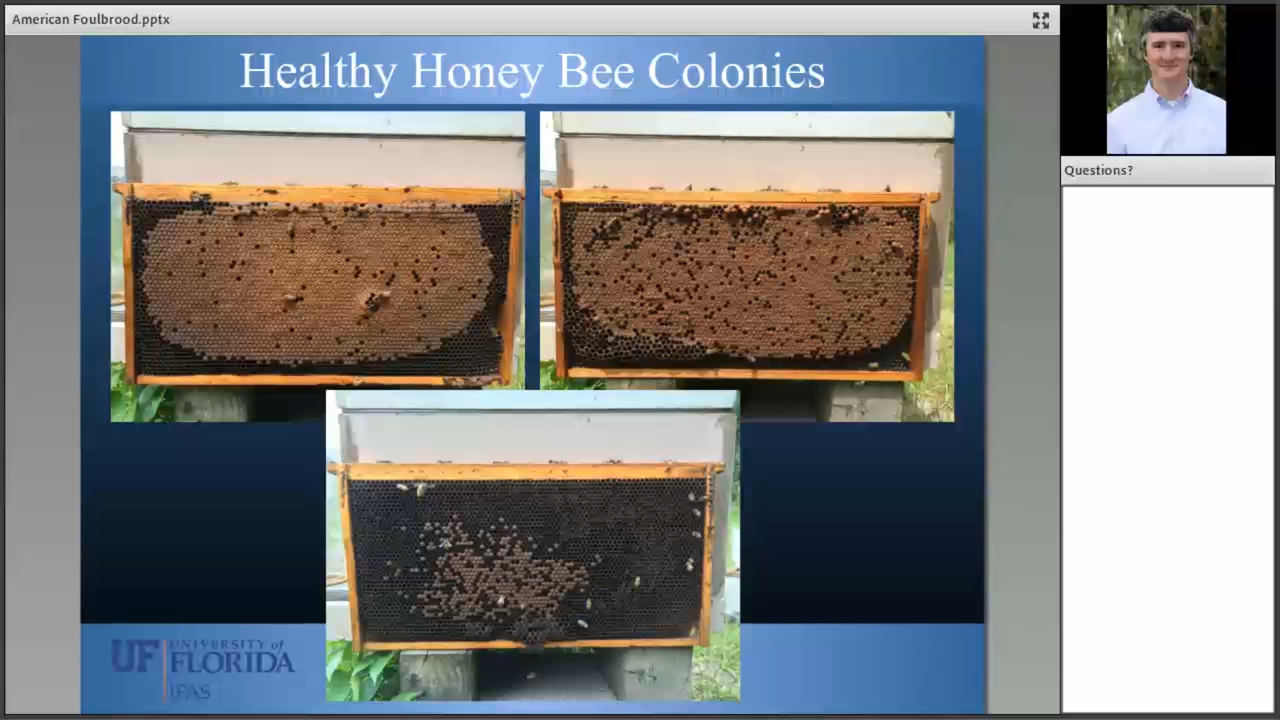 American Foulbrood.pptx
Healthy Honey Bee Colonies
Questions?
UF UNIVERSITY of
FLORIDA
IFAS